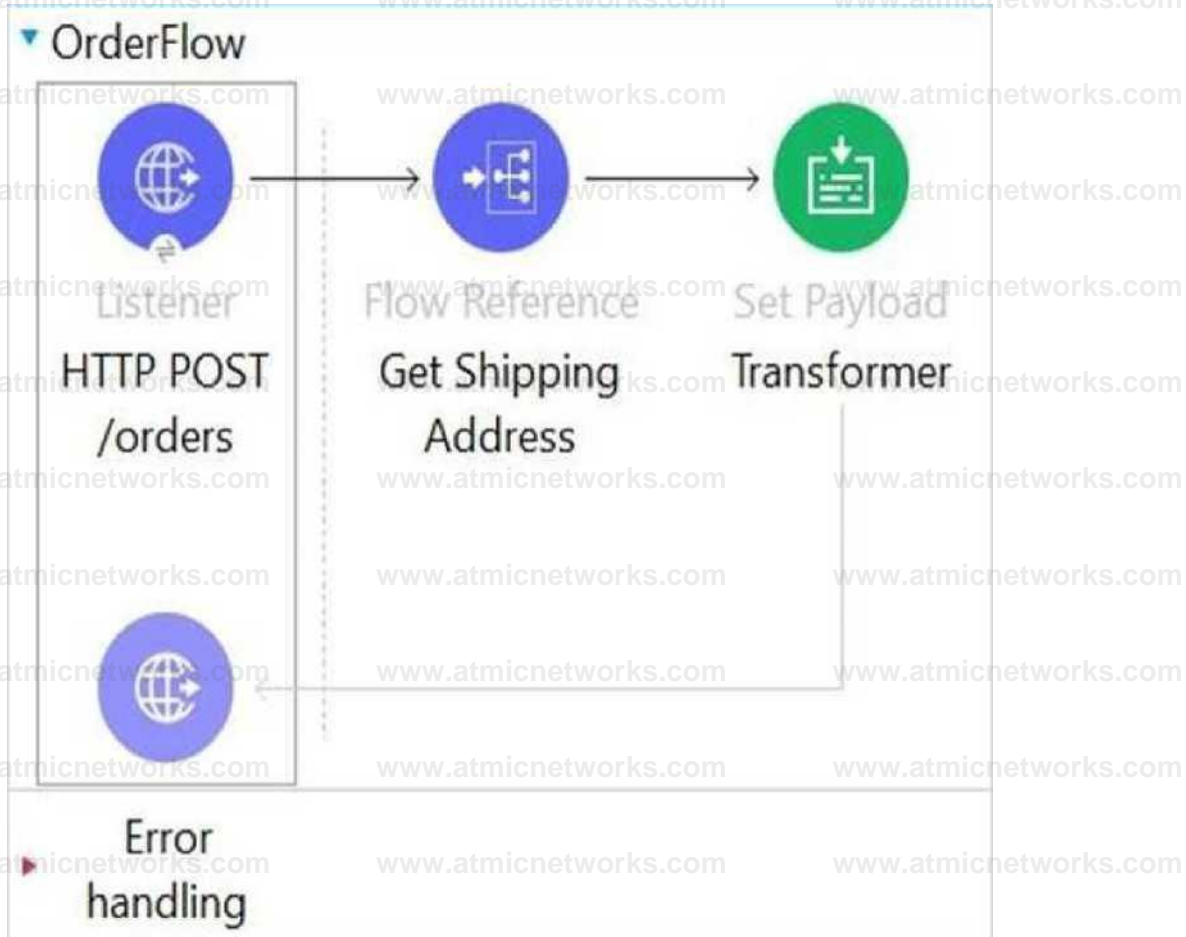 OrderFlow
Listener
HTTP POST
/orders
Flow Reference
Get Shipping
Address
Set Payload
Transformer
Error
handling
www.atmicnetworks.com